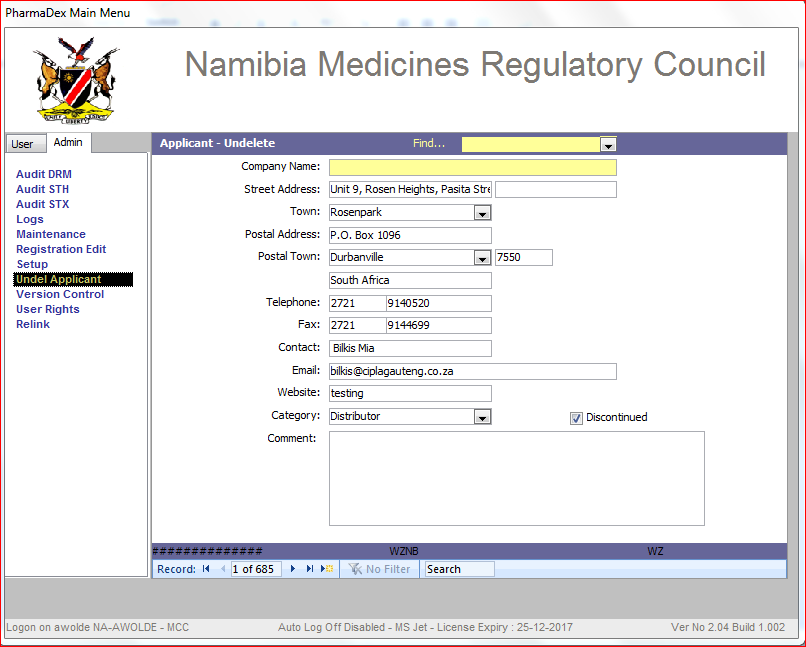 PharmaDex Main Menu
Namibia Medicines Regulatory Council
User Admin
Applicant - Undelete Find...
Audit DRM
Audit STH
Audit STX
Logs
Maintenance
Registration Edit
Setup
Undel Applicant
Version Control
User Rights
Relink
Company Name:
Street Address: Unit 9, Rosen Heights, Pasita Stre
Town: Rosenpark
Postal Address: P.O. Box 1096
Postal Town: Durbanville 7550
South Africa
Telephone: 2721 9140520
Fax: 2721 9144699
Contact: Bilkis Mia
Email: bilkis@ciplagauteng.co.za
Website: testing
Category: Distributor Discontinued
Comment:
############## WZNB WZ
Record: 1 of 685 No Filter Search
Logon on awolde NA-AWOLDE - MCC Auto Log Off Disabled - MS Jet - License Expiry : 25-12-2017 Ver No 2.04 Build 1.002